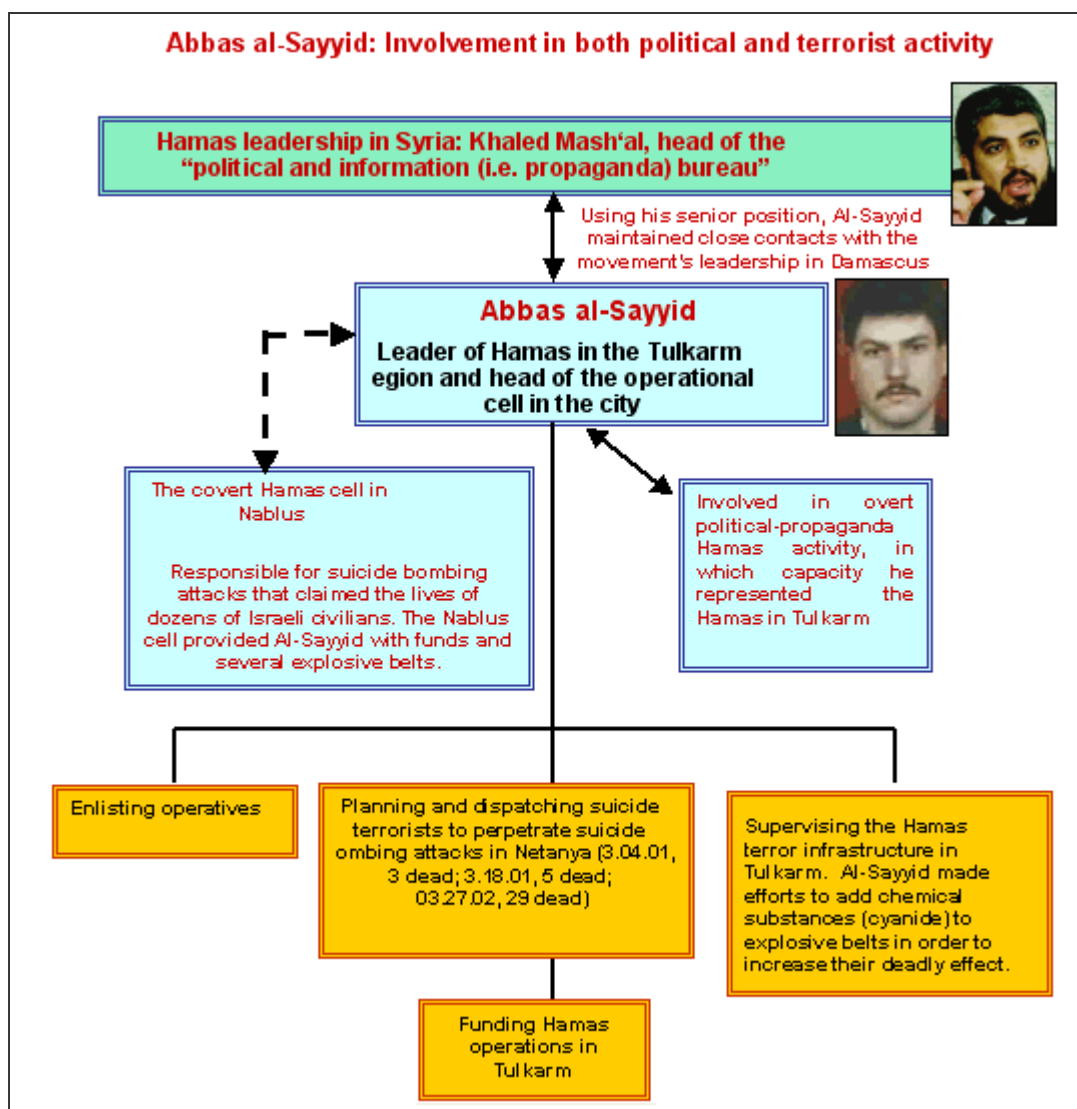 Abbas al-Sayyid: Involvement in both political and terrorist activity
Hamas leadership in Syria: Khaled Mash‘al, head of the
“political and information (i.e. propaganda) bureau”
Using his senior position, Al-Sayyid
maintained close contacts with the
movement's leadership in Damascus
Abbas al-Sayyid
Leader of Hamas in the Tulkarm
egion and head of the operational
cell in the city
The covert Hamas cell in
Nablus
Responsible for suicide bombing
attacks that claimed the lives of
dozens of Israeli civilians. The Nablus
cell provided Al-Sayyid with funds and
several explosive belts.
Involved in overt
political-propaganda
Hamas activity, in
which capacity he
represented the
Hamas in Tulkarm
Enlisting operatives
Planning and dispatching suicide
terrorists to perpetrate suicide
ombing attacks in Netanya (3.04.01,
3 dead; 3.18.01, 5 dead;
03.27.02, 29 dead)
Supervising the Hamas
terror infrastructure in
Tulkarm. Al-Sayyid made
efforts to add chemical
substances (cyanide) to
explosive belts in order to
increase their deadly effect.
Funding Hamas
operations in
Tulkarm